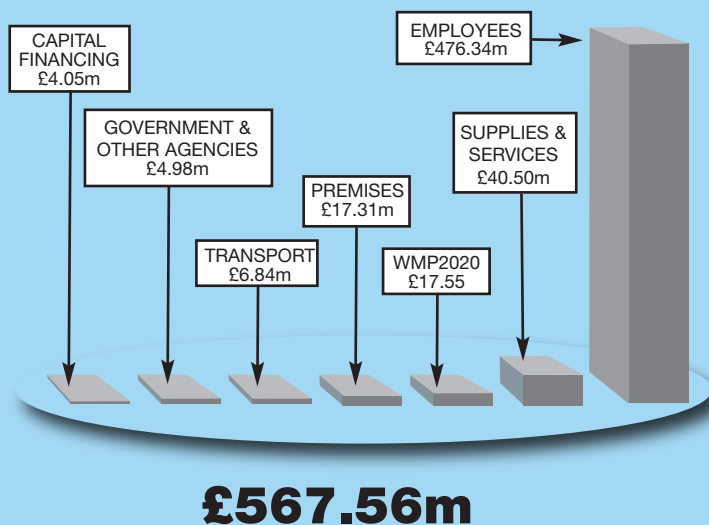 CAPITAL
FINANCING
£4.05m
GOVERNMENT &
OTHER AGENCIES
£4.98m
TRANSPORT
£6.84m
PREMISES
£17.31m
WMP2020
£17.55
SUPPLIES &
SERVICES
£40.50m
EMPLOYEES
£476.34m
£567.56m